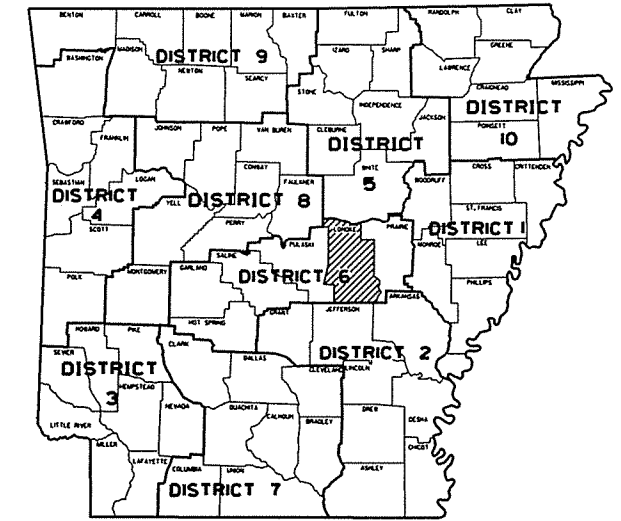 BENTON CARROLL BOONE MARION BAXTER FULTON RANDOLPH CLAY
MADISON IZARD SHARP GREENE
WASHINGTON DISTRICT 9 LAWRENCE
NEWTON SEARCY STONE CRAIGHEAD MISSISSIPPI
INDEPENDENCE JACKSON DISTRICT
CRAWFORD FRANKLIN JOHNSON POPE VAN BUREN CLEBURNE POINSETT 10
DISTRICT
CONWAY WHITE CROSS CRITTENDEN
SEBASTIAN LOGAN FAULKNER 5 WOODRUFF
DISTRICT YELL DISTRICT 8 ST. FRANCIS
4 PERRY LONOKE PRAIRIE DISTRICT 1
SCOTT PULASKI MONROE LEE
SALINE
POLK MONTGOMERY GARLAND DISTRICT 6 PHILLIPS
ARKANSAS
HOT SPRING GRANT JEFFERSON
HOWARD PIKE CLARK
SEVIER DALLAS DISTRICT 2
DISTRICT CLEVELAND LINCOLN
3 HEMPSTEAD
NEVADA OUACHITA CALHOUN DREW DESHA
LITTLE RIVER BRADLEY
MILLER CHICOT
LAFAYETTE COLUMBIA UNION ASHLEY
DISTRICT 7